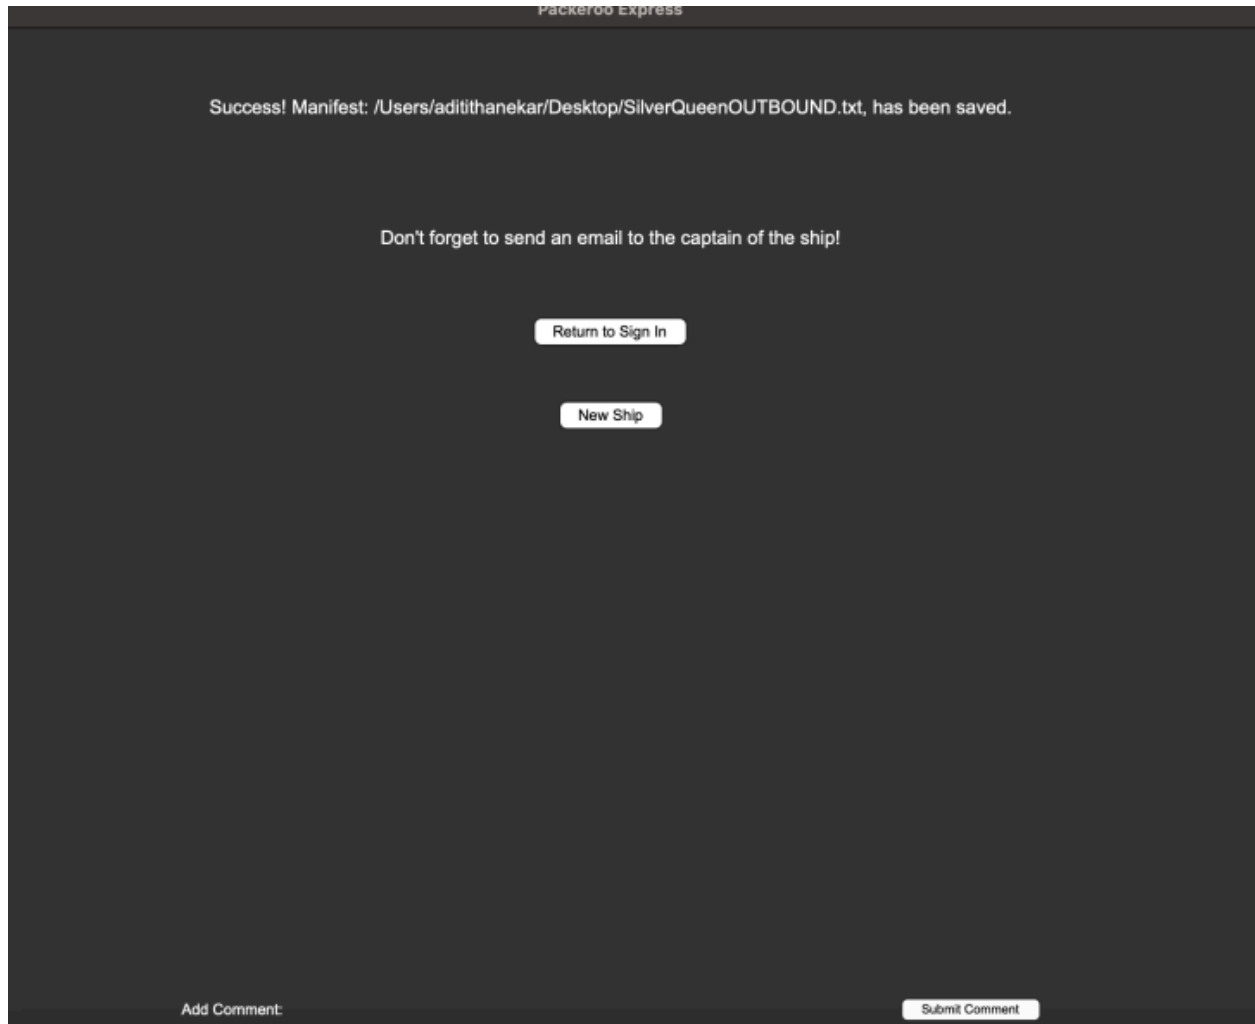 Packeroo Express
Success! Manifest: /Users/aditithanekar/Desktop/SilverQueenOUTBOUND.txt, has been saved.
Don't forget to send an email to the captain of the ship!
Return to Sign In
New Ship
Add Comment:
Submit Comment